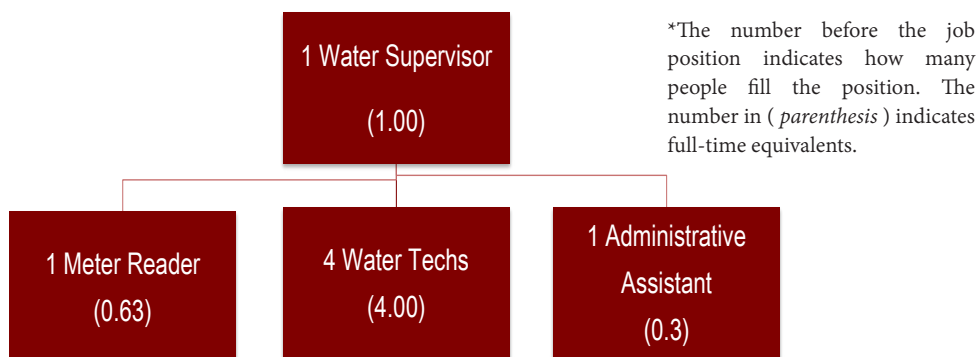 1 Water Supervisor
(1.00)
*The number before the job
position indicates how many
people fill the position. The
number in ( parenthesis ) indicates
full-time equivalents.
1 Meter Reader
(0.63)
4 Water Techs
(4.00)
1 Administrative
Assistant
(0.3)